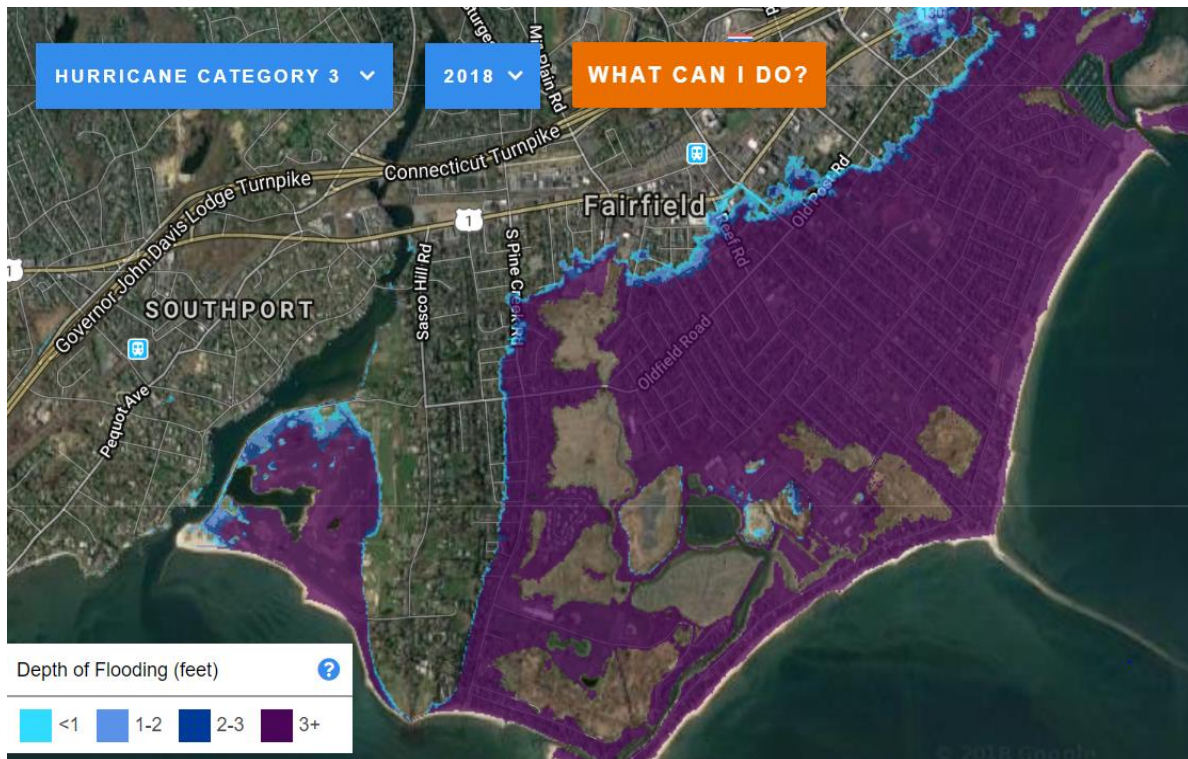 HURRICANE CATEGORY 3
2018
WHAT CAN I DO?
Connecticut Turnpike
Governor John Davis Lodge Turnpike
Fairfield
1
1
SOUTHPORT
Sasco Hill Rd
S Pine Creek Rd
Reef Rd
Old Post Rd
Oldfield Road
Pequot Ave
Plain Rd
Depth of Flooding (feet)
?
<1
1-2
2-3
3+
© 2018 Google